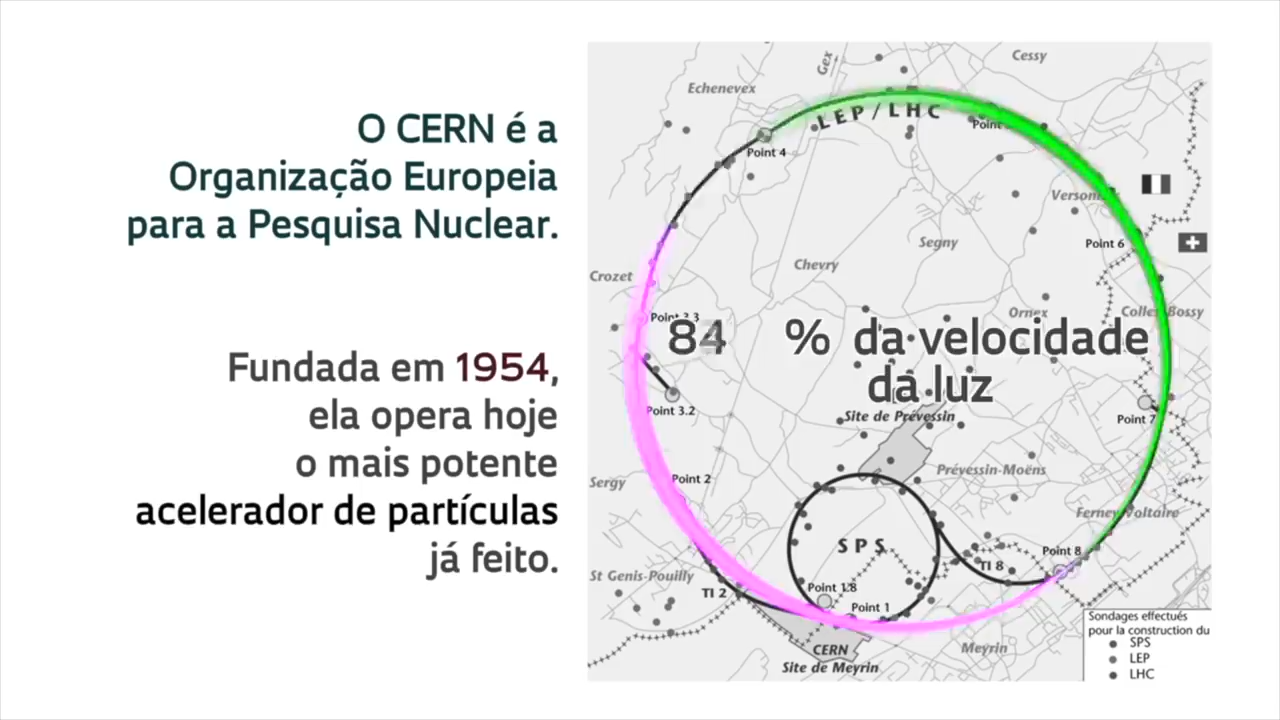 O CERN é a
Organização Europeia
para a Pesquisa Nuclear.
Fundada em 1954,
ela opera hoje
o mais potente
acelerador de partículas
já feito.
Cessy
Gex
Echenevex
LEP / LHC
Point 4
Versonnex
Point 6
Segny
Chevry
Crozet
Point 3.3
Ornex
% da velocidade
da luz
Point 3.2
Site de Prévessin
Point 7
Prévessin-Moëns
Point 2
Sergy
Ferney-Voltaire
SPS
Point 8
TI 8
St Genis-Pouilly
TI 2
Point 1.8
Point 1
CERN
Site de Meyrin
Meyrin
Sondages effectués
pour la construction du
SPS
LEP
LHC